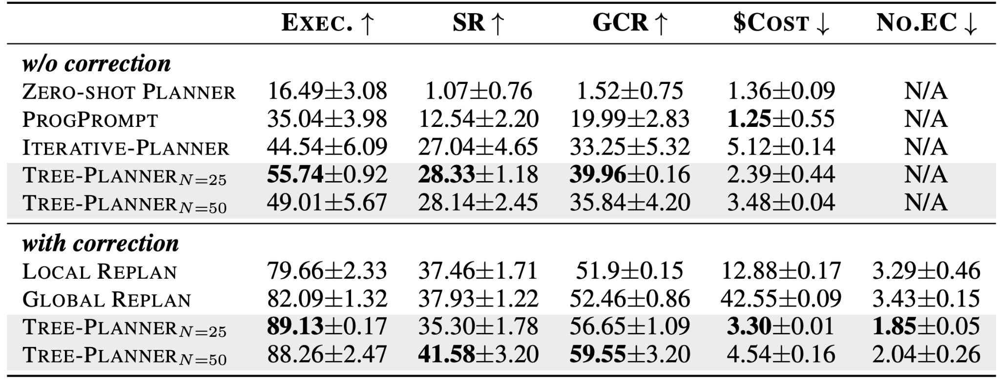 EXEC. ↑ SR ↑ GCR ↑ $COST ↓ NO.EC ↓
w/o correction
ZERO-SHOT PLANNER 16.49±3.08 1.07±0.76 1.52±0.75 1.36±0.09 N/A
PROGPROMPT 35.04±3.98 12.54±2.20 19.99±2.83 1.25±0.55 N/A
ITERATIVE-PLANNER 44.54±6.09 27.04±4.65 33.25±5.32 5.12±0.14 N/A
TREE-PLANNER N=25 55.74±0.92 28.33±1.18 39.96±0.16 2.39±0.44 N/A
TREE-PLANNER N=50 49.01±5.67 28.14±2.45 35.84±4.20 3.48±0.04 N/A
with correction
LOCAL REPLAN 79.66±2.33 37.46±1.71 51.9±0.15 12.88±0.17 3.29±0.46
GLOBAL REPLAN 82.09±1.32 37.93±1.22 52.46±0.86 42.55±0.09 3.43±0.15
TREE-PLANNER N=25 89.13±0.17 35.30±1.78 56.65±1.09 3.30±0.01 1.85±0.05
TREE-PLANNER N=50 88.26±2.47 41.58±3.20 59.55±3.20 4.54±0.16 2.04±0.26